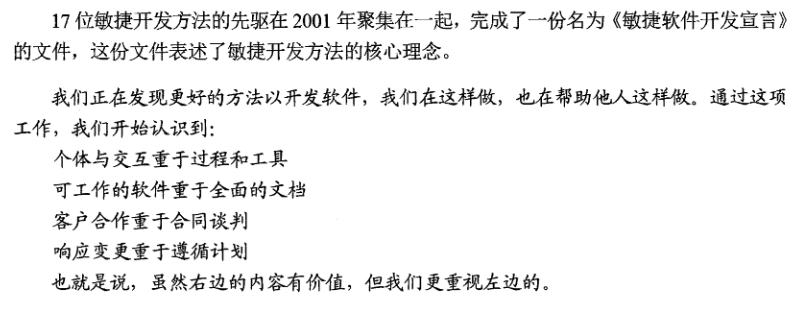 17 位敏捷开发方法的先驱在 2001 年聚集在一起，完成了一份名为《敏捷软件开发宣言》
的文件，这份文件表述了敏捷开发方法的核心理念。
我们正在发现更好的方法以开发软件，我们在这样做，也在帮助他人这样做。通过这项
工作，我们开始认识到：
个体与交互重于过程和工具
可工作的软件重于全面的文档
客户合作重于合同谈判
响应变更重于遵循计划
也就是说，虽然右边的内容有价值，但我们更重视左边的。